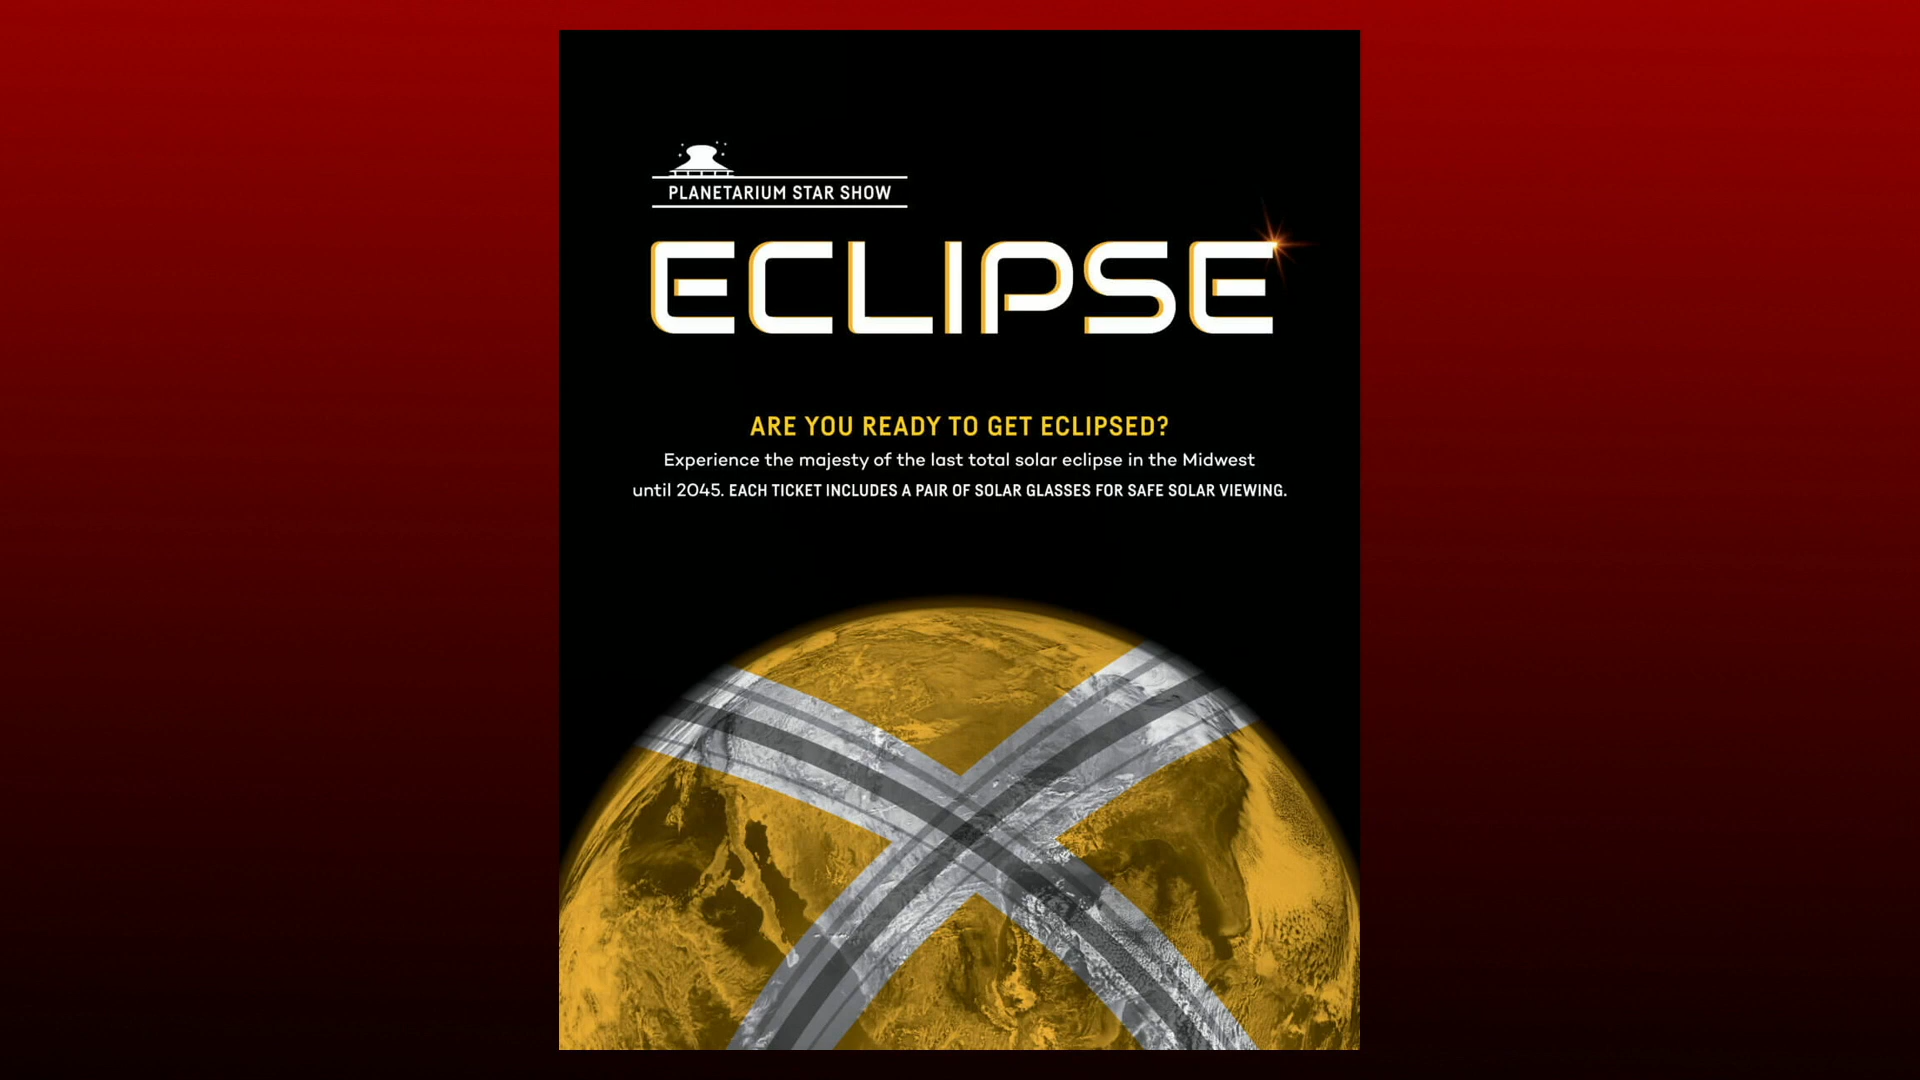 PLANETARIUM STAR SHOW
ECLIPSE
ARE YOU READY TO GET ECLIPSED?
Experience the majesty of the last total solar eclipse in the Midwest
until 2045. EACH TICKET INCLUDES A PAIR OF SOLAR GLASSES FOR SAFE SOLAR VIEWING.